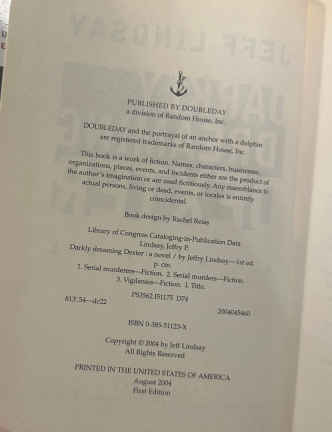 PUBLISHED BY DOUBLEDAY
a division of Random House, Inc.
DOUBLEDAY and the portrayal of an anchor with a dolphin
are registered trademarks of Random House, Inc.
This book is a work of fiction. Names, characters, businesses,
organizations, places, events, and incidents either are the product of
the author's imagination or are used fictitiously. Any resemblance to
actual persons, living or dead, events, or locales is entirely
coincidental.
Book design by Rachel Reiss
Library of Congress Cataloging-in-Publication Data
Lindsay, Jeffry P.
Darkly dreaming Dexter : a novel / by Jeffry Lindsay.—1st ed.
p. cm.
1. Serial murderers—Fiction. 2. Serial murders—Fiction.
3. Vigilantes—Fiction. I. Title.
PS3562.I51175 D74
813'.54—dc22
2004045460
ISBN 0-385-51123-X
Copyright © 2004 by Jeff Lindsay
All Rights Reserved
PRINTED IN THE UNITED STATES OF AMERICA
August 2004
First Edition